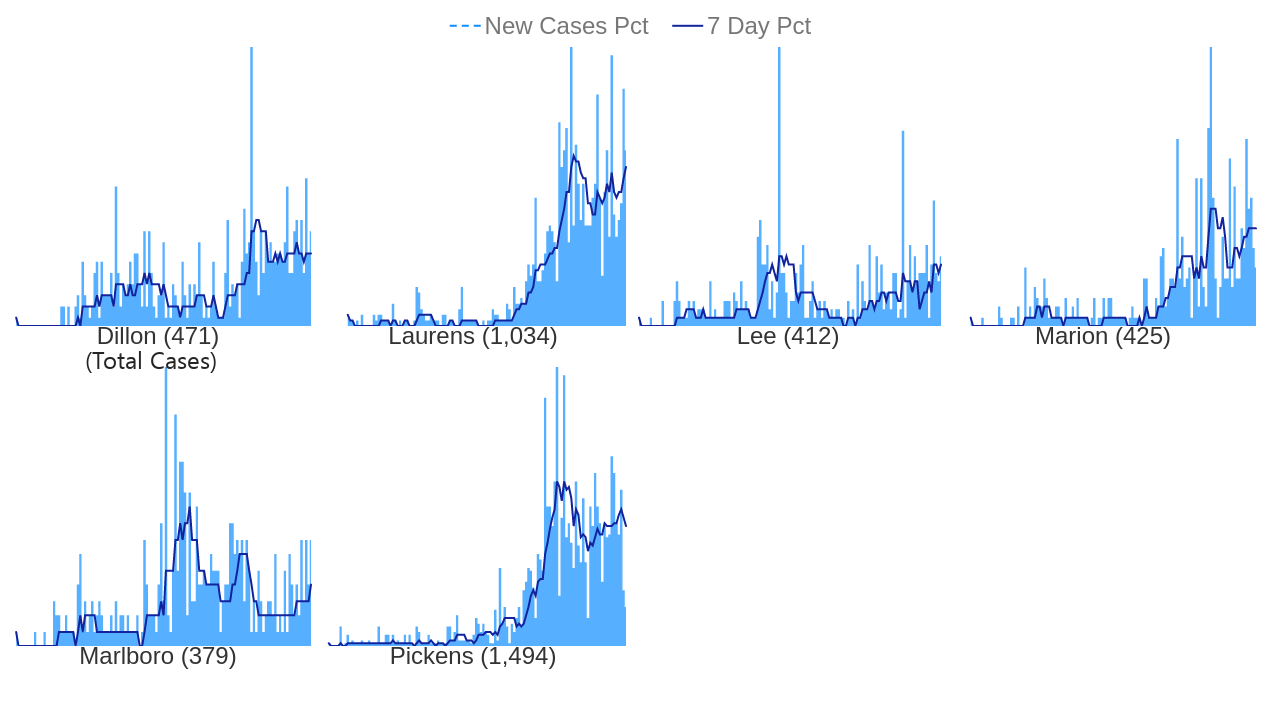 New Cases Pct 7 Day Pct
Dillon (471) Laurens (1,034) Lee (412) Marion (425)
(Total Cases)
Marlboro (379) Pickens (1,494)